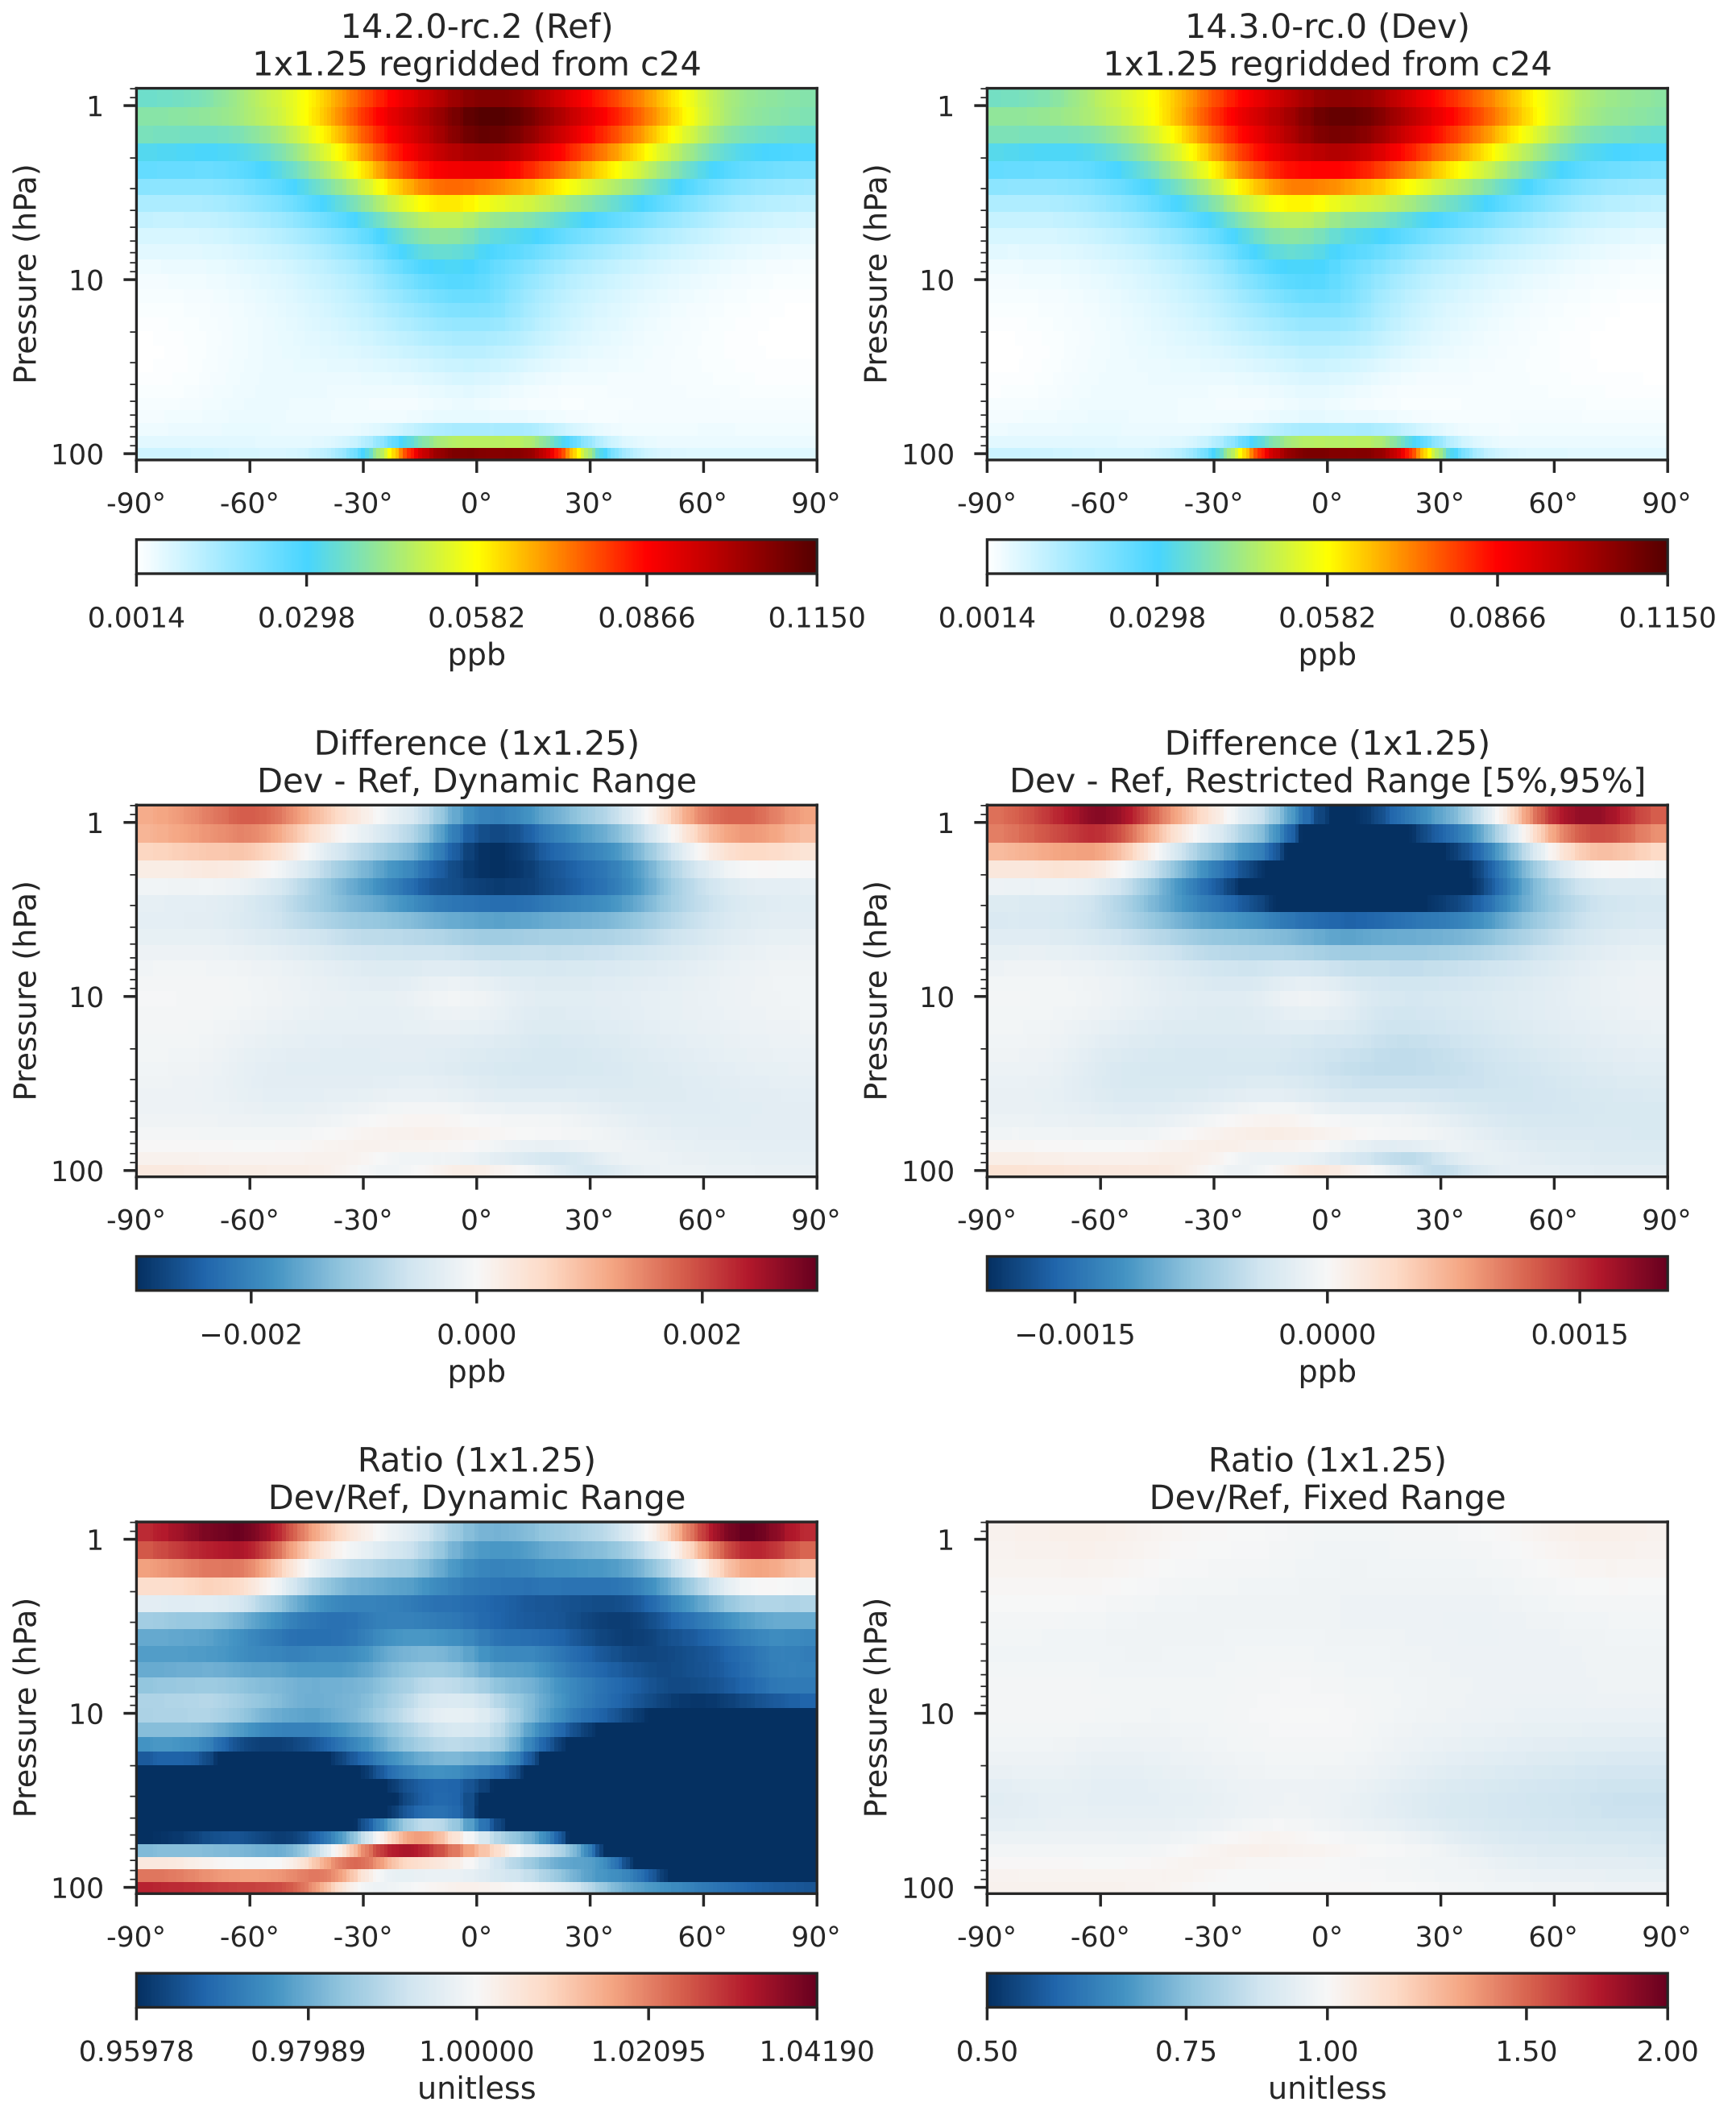 14.2.0-rc.2 (Ref)
1x1.25 regridded from c24
Pressure (hPa)
1
10
100
-90° -60° -30° 0° 30° 60° 90°
0.0014 0.0298 0.0582 0.0866 0.1150
ppb
14.3.0-rc.0 (Dev)
1x1.25 regridded from c24
Pressure (hPa)
1
10
100
-90° -60° -30° 0° 30° 60° 90°
0.0014 0.0298 0.0582 0.0866 0.1150
ppb
Difference (1x1.25)
Dev - Ref, Dynamic Range
Pressure (hPa)
1
10
100
-90° -60° -30° 0° 30° 60° 90°
−0.002 0.000 0.002
ppb
Difference (1x1.25)
Dev - Ref, Restricted Range [5%,95%]
Pressure (hPa)
1
10
100
-90° -60° -30° 0° 30° 60° 90°
−0.0015 0.0000 0.0015
ppb
Ratio (1x1.25)
Dev/Ref, Dynamic Range
Pressure (hPa)
1
10
100
-90° -60° -30° 0° 30° 60° 90°
0.95978 0.97989 1.00000 1.02095 1.04190
unitless
Ratio (1x1.25)
Dev/Ref, Fixed Range
Pressure (hPa)
1
10
100
-90° -60° -30° 0° 30° 60° 90°
0.50 0.75 1.00 1.50 2.00
unitless